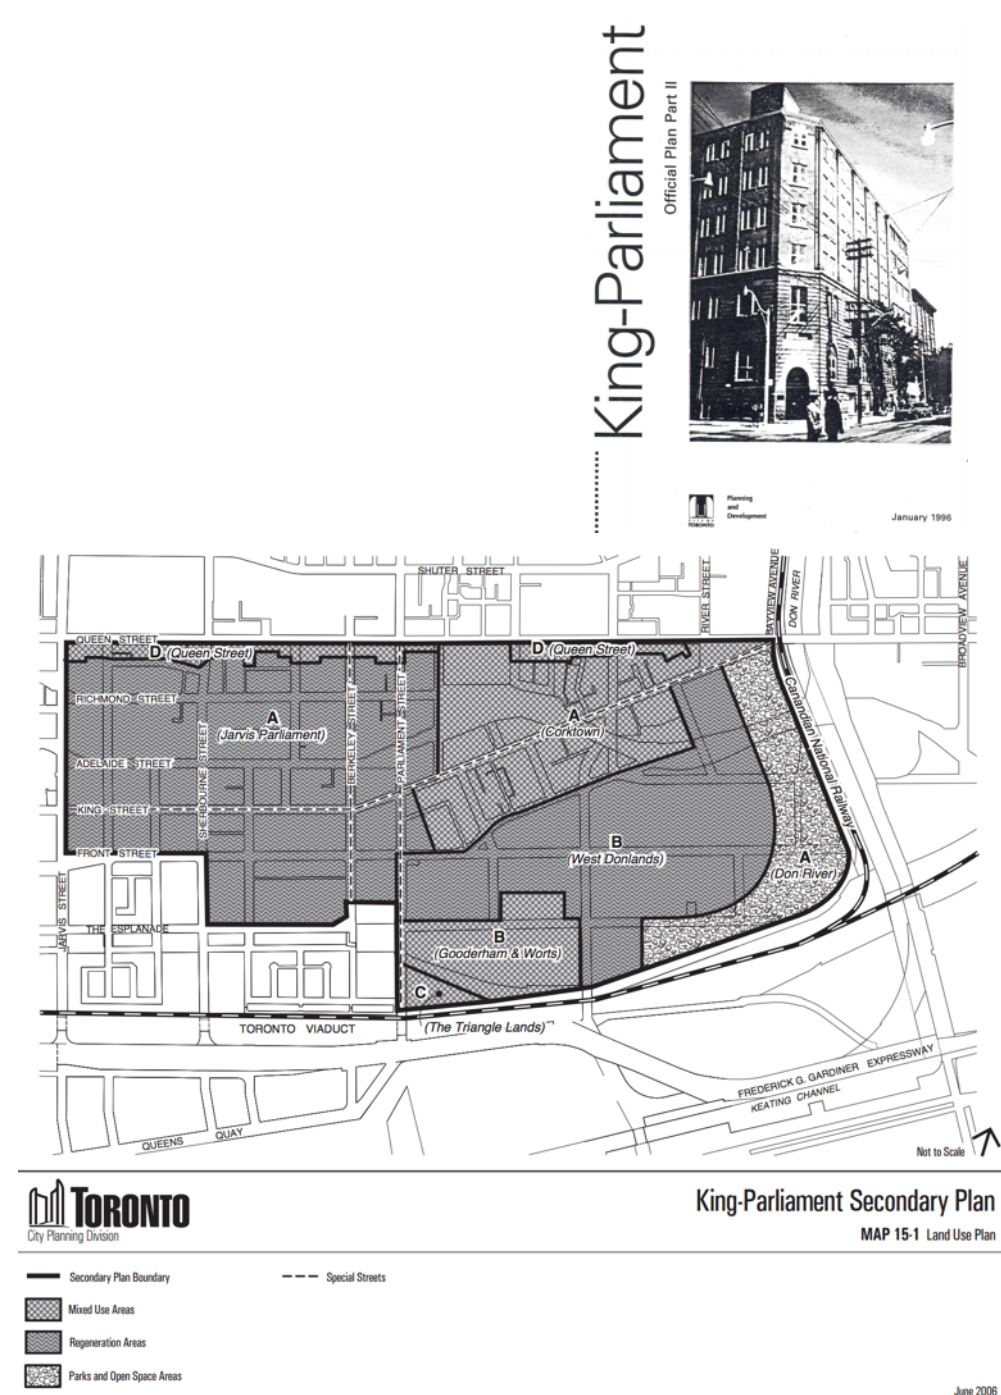 King-Parliament
Official Plan Part II
CITY OF
TORONTO
Planning
and
Development
January 1996
SHUTER STREET
RIVER STREET
BAYVIEW AVENUE
DON RIVER
BROADVIEW AVENUE
QUEEN STREET
D (Queen Street)
D (Queen Street)
RICHMOND STREET
A
(Jarvis Parliament)
A
(Corktown)
SHERBOURNE STREET
BERKELEY STREET
PARLIAMENT STREET
Canandian National Railway
ADELAIDE STREET
KING STREET
B
(West Donlands)
FRONT STREET
A
(Don River)
JARVIS STREET
THE ESPLANADE
B
(Gooderham & Worts)
C
(The Triangle Lands)
TORONTO VIADUCT
FREDERICK G. GARDINER EXPRESSWAY
KEATING CHANNEL
QUEENS QUAY
Not to Scale
TORONTO
City Planning Division
King-Parliament Secondary Plan
MAP 15-1 Land Use Plan
Secondary Plan Boundary
Special Streets
Mixed Use Areas
Regeneration Areas
Parks and Open Space Areas
June 2006